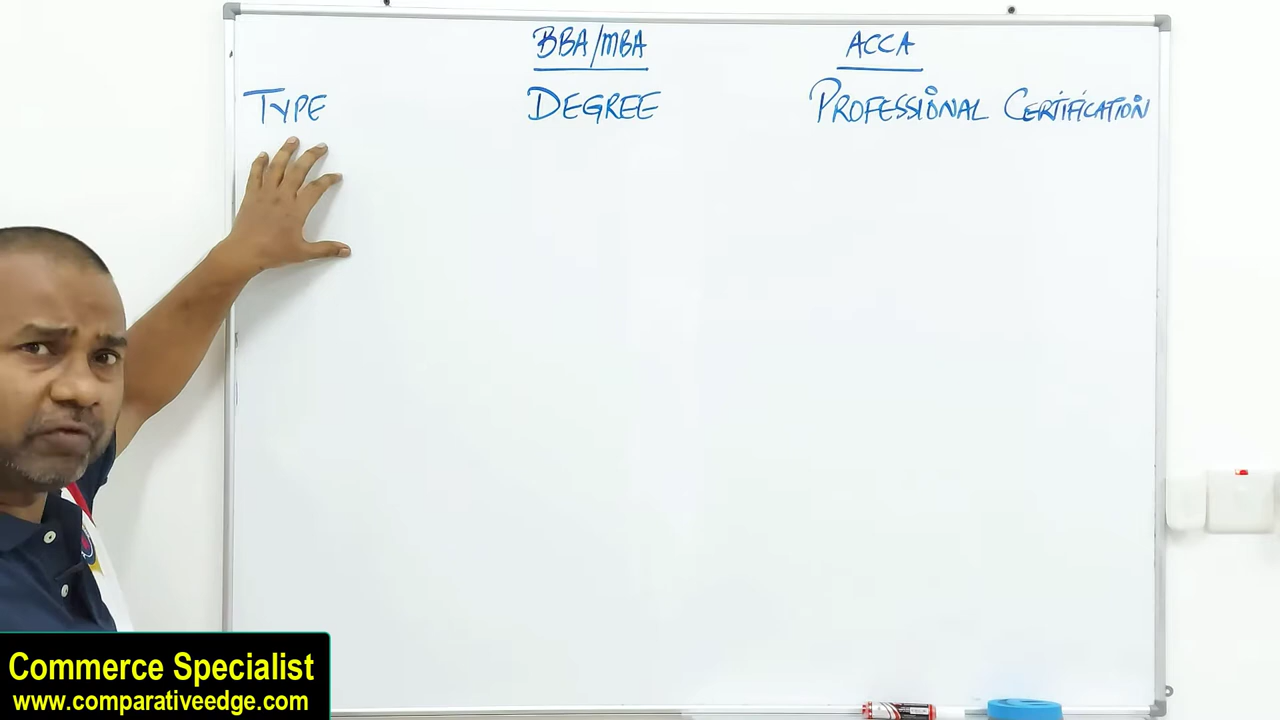 BBA/MBA ACCA
TYPE DEGREE PROFESSIONAL CERTIFICATION
Commerce Specialist
www.comparativeedge.com